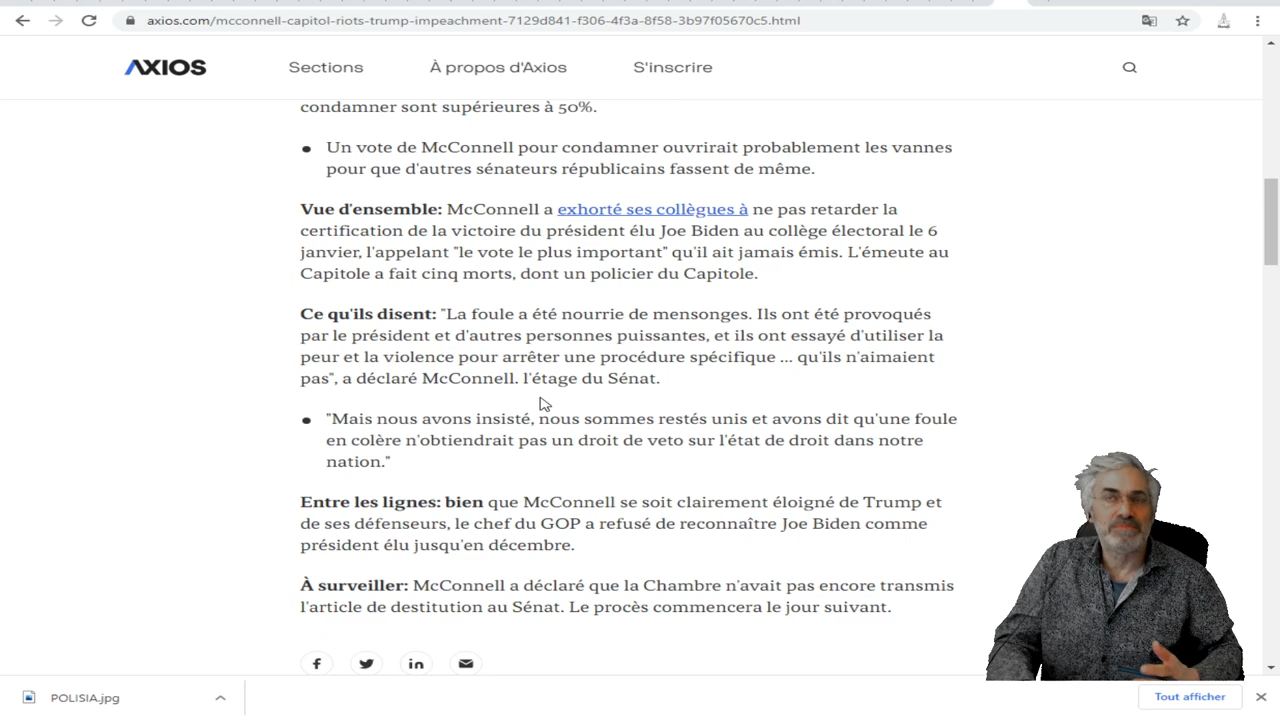 axios.com/mcconnell-capitol-riots-trump-impeachment-7129d841-f306-4f3a-8f58-3b97f05670c5.html
AXIOS
Sections
À propos d'Axios
S'inscrire
condamner sont supérieures à 50%.
Un vote de McConnell pour condamner ouvrirait probablement les vannes
pour que d'autres sénateurs républicains fassent de même.
Vue d'ensemble: McConnell a exhorté ses collègues à ne pas retarder la
certification de la victoire du président élu Joe Biden au collège électoral le 6
janvier, l'appelant "le vote le plus important" qu'il ait jamais émis. L'émeute au
Capitole a fait cinq morts, dont un policier du Capitole.
Ce qu'ils disent: "La foule a été nourrie de mensonges. Ils ont été provoqués
par le président et d'autres personnes puissantes, et ils ont essayé d'utiliser la
peur et la violence pour arrêter une procédure spécifique ... qu'ils n'aimaient
pas", a déclaré McConnell. l'étage du Sénat.
"Mais nous avons insisté, nous sommes restés unis et avons dit qu'une foule
en colère n'obtiendrait pas un droit de veto sur l'état de droit dans notre
nation."
Entre les lignes: bien que McConnell se soit clairement éloigné de Trump et
de ses défenseurs, le chef du GOP a refusé de reconnaître Joe Biden comme
président élu jusqu'en décembre.
À surveiller: McConnell a déclaré que la Chambre n'avait pas encore transmis
l'article de destitution au Sénat. Le procès commencera le jour suivant.
POLISIA.jpg
Tout afficher